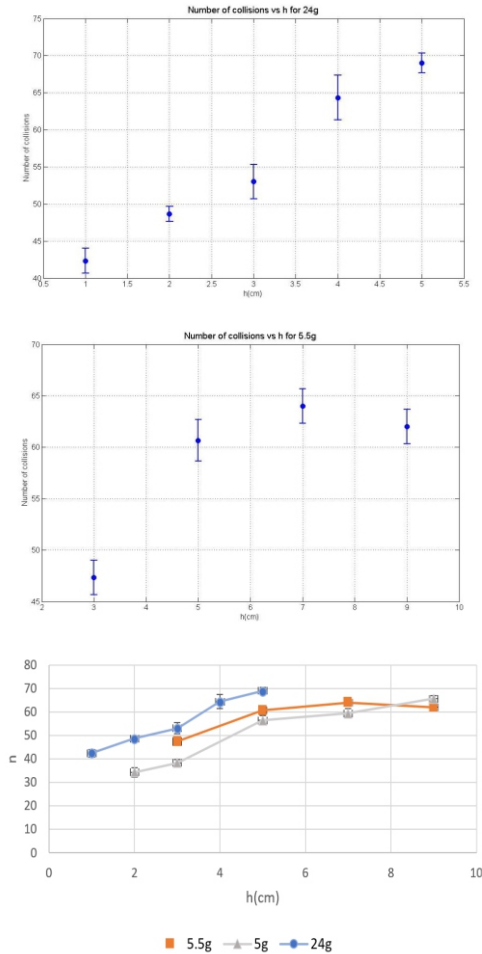 Number of collisions vs h for 24g
75
70
65
60
55
50
45
40
Number of collisions
0.5 1 1.5 2 2.5 3 3.5 4 4.5 5 5.5
h(cm)
Number of collisions vs h for 5.5g
70
65
60
55
50
45
Number of collisions
2 3 4 5 6 7 8 9 10
h(cm)
80
70
60
50
40
30
20
10
0
n
0 2 4 6 8 10
h(cm)
5.5g 5g 24g